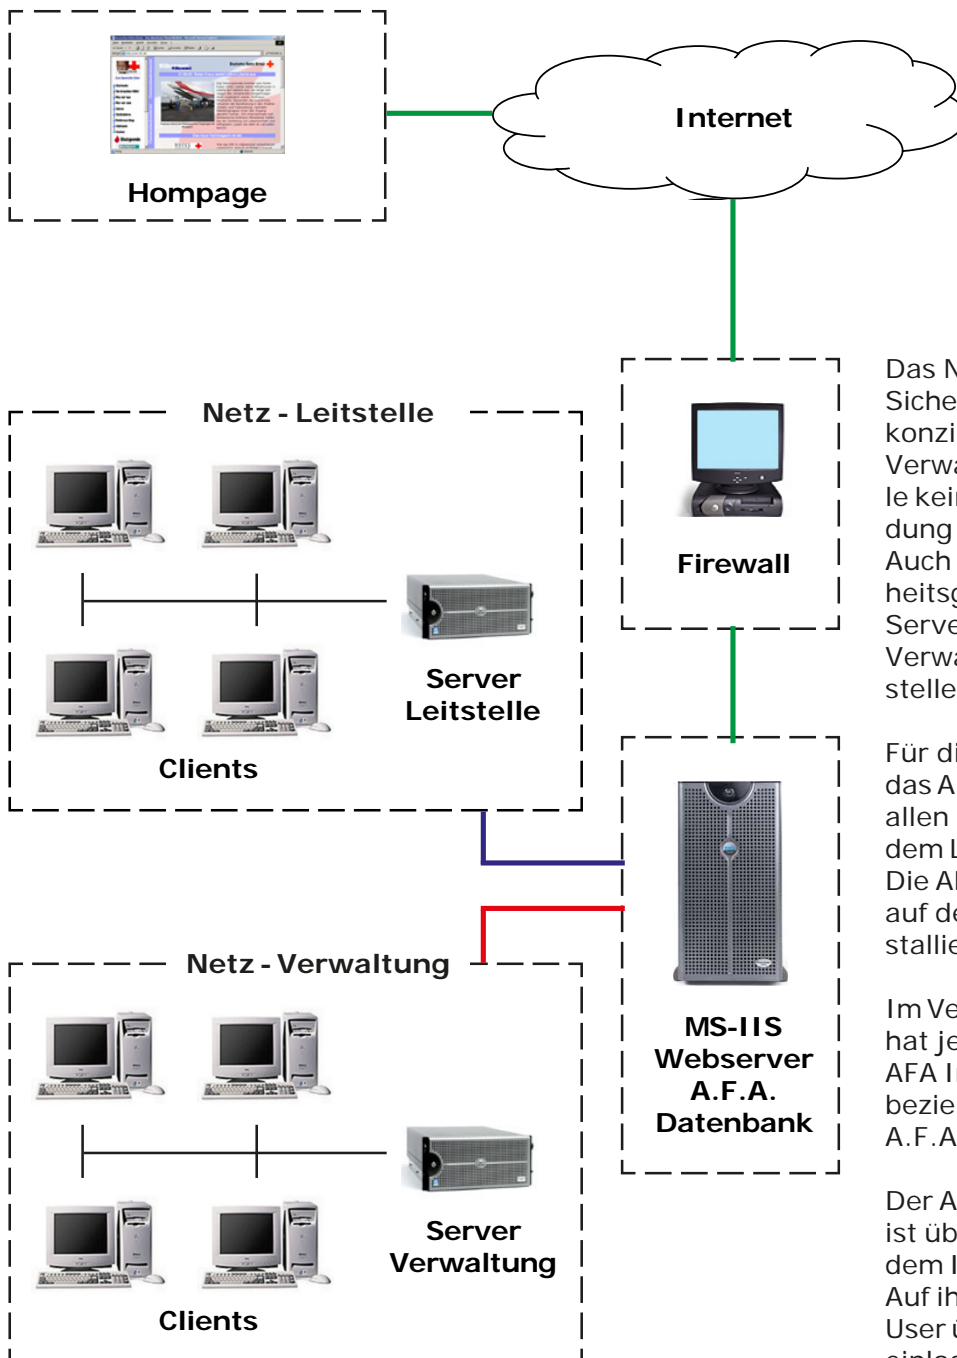 Hompage
Internet
Netz - Leitstelle
Server
Leitstelle
Clients
Firewall
MS-IIS
Webserver
A.F.A.
Datenbank
Netz - Verwaltung
Server
Verwaltung
Clients
Das N
Siche
konzi
Verwa
le kein
dung
Auch
heitsg
Serve
Verwa
stelle
Für di
das A
allen
dem L
Die Al
auf de
stallie
Im Ve
hat je
AFA I
bezie
A.F.A
Der A
ist üb
dem I
Auf ih
User ü